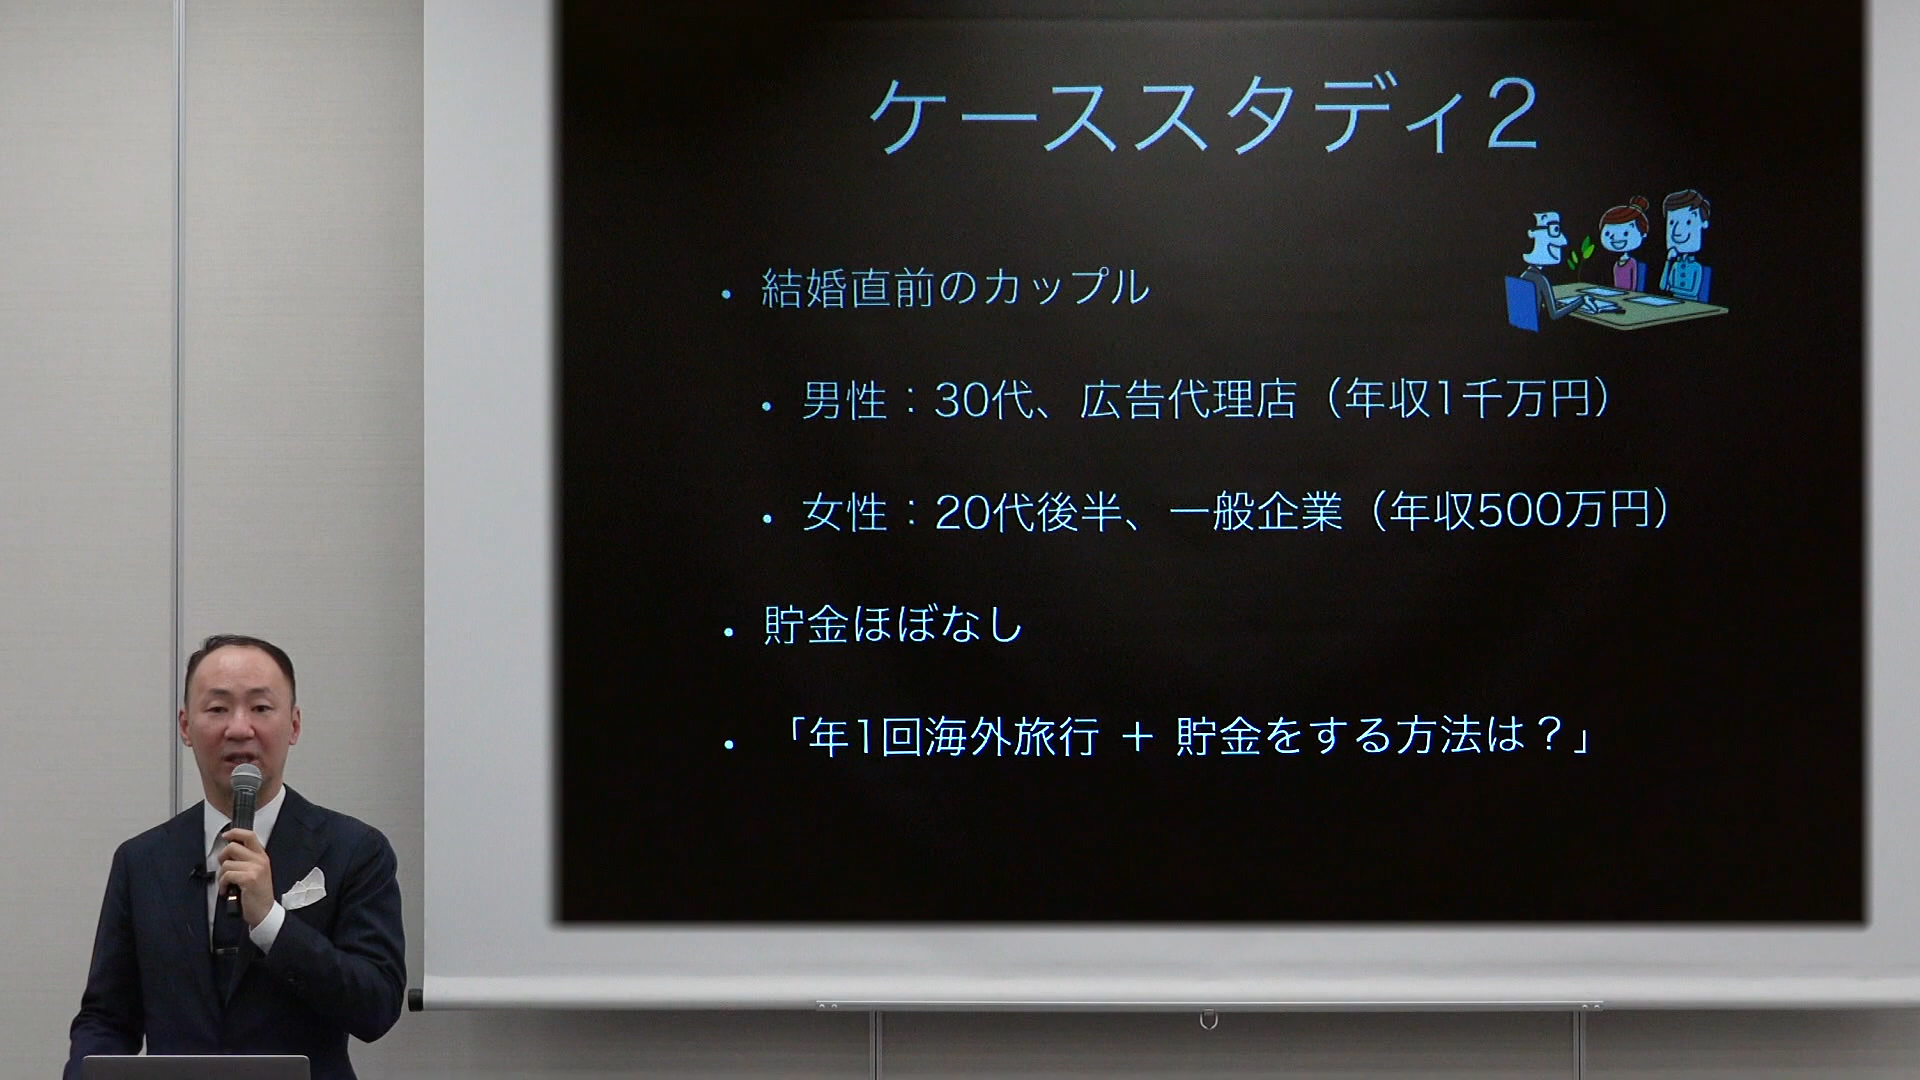 ケーススタディ2
• 結婚直前のカップル
• 男性：30代、広告代理店（年収1千万円）
• 女性：20代後半、一般企業（年収500万円）
• 貯金ほぼなし
• 「年1回海外旅行 ＋ 貯金をする方法は？」